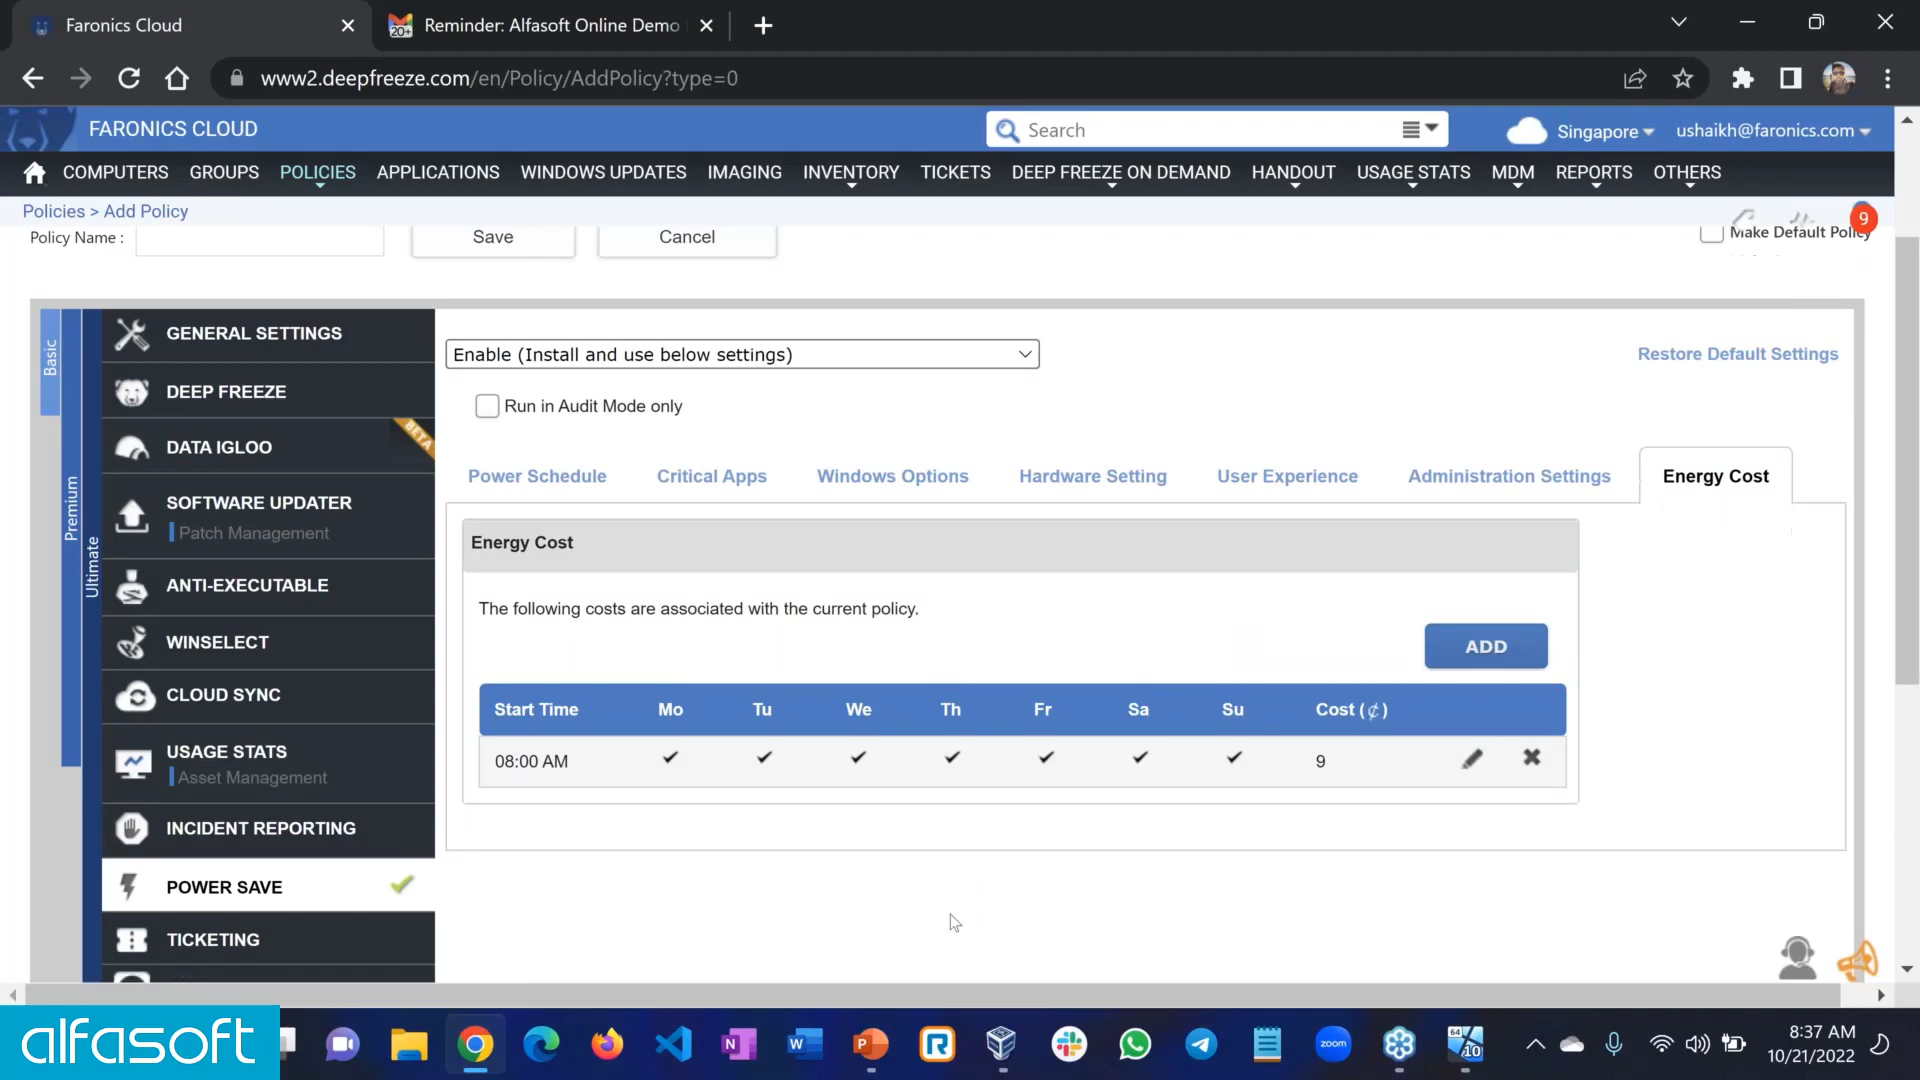 Faronics Cloud
20+
Reminder: Alfasoft Online Demo
www2.deepfreeze.com/en/Policy/AddPolicy?type=0
FARONICS CLOUD
Search
Singapore
ushaikh@faronics.com
COMPUTERS GROUPS POLICIES APPLICATIONS WINDOWS UPDATES IMAGING INVENTORY TICKETS DEEP FREEZE ON DEMAND HANDOUT USAGE STATS MDM REPORTS OTHERS
Policies > Add Policy
9
Policy Name :
Save
Cancel
Make Default Policy
Basic
Premium
Ultimate
GENERAL SETTINGS
DEEP FREEZE
DATA IGLOO
BETA
SOFTWARE UPDATER
Patch Management
ANTI-EXECUTABLE
WINSELECT
CLOUD SYNC
USAGE STATS
Asset Management
INCIDENT REPORTING
POWER SAVE
TICKETING
Enable (Install and use below settings)
Restore Default Settings
Run in Audit Mode only
Power Schedule Critical Apps Windows Options Hardware Setting User Experience Administration Settings Energy Cost
Energy Cost
The following costs are associated with the current policy.
ADD
Start Time Mo Tu We Th Fr Sa Su Cost (¢)
08:00 AM 9
alfasoft
N
W
P
R
zoom
64
10
8:37 AM
10/21/2022